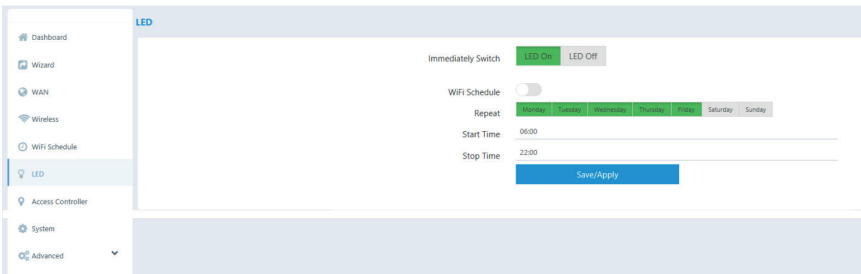 LED
Dashboard
Wizard
WAN
Wireless
WiFi Schedule
LED
Access Controller
System
Advanced
Immediately Switch LED On LED Off
WiFi Schedule
Repeat Monday Tuesday Wednesday Thursday Friday Saturday Sunday
Start Time 06:00
Stop Time 22:00
Save/Apply